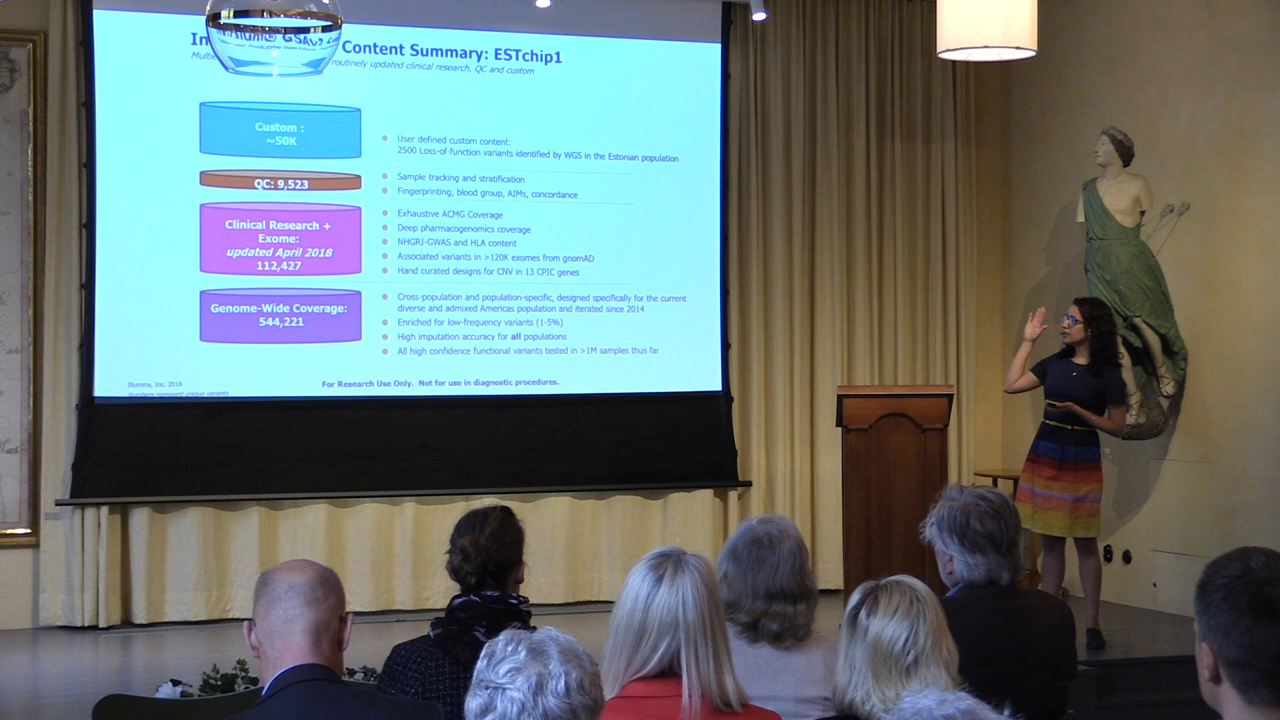 In Content Summary: ESTchip1
routinely updated clinical research, QC and custom
Custom :
~50K
User defined custom content:
2500 Loss-of-function variants identified by WGS in the Estonian population
QC: 9,523
Sample tracking and stratification
Fingerprinting, blood group, AIMs, concordance
Clinical Research +
Exome:
updated April 2018
112,427
Exhaustive ACMG Coverage
Deep pharmacogenomics coverage
NHGRI-GWAS and HLA content
Associated variants in >120K exomes from gnomAD
Hand curated designs for CNV in 13 CPIC genes
Genome-Wide Coverage:
544,221
Cross-population and population-specific, designed specifically for the current
diverse and admixed Americas population and iterated since 2014
Enriched for low-frequency variants (1-5%)
High imputation accuracy for all populations
All high confidence functional variants tested in >1M samples thus far
Illumina, Inc. 2018
For Research Use Only. Not for use in diagnostic procedures.
Numbers represent unique variants